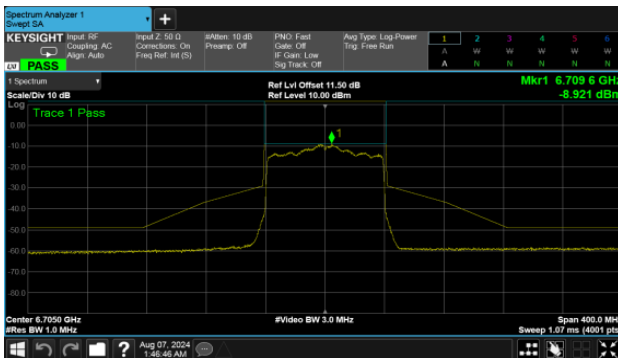 Spectrum Analyzer 1
Swept SA
+
KEYSIGHT Input: RF Input Z: 50 Ω #Atten: 10 dB PNO: Fast Avg Type: Log-Power 1 2 3 4 5 6
Coupling: AC Corrections: On Preamp: Off Gate: Off Trig: Free Run A W W W W W
Align: Auto Freq Ref: Int (S) IF Gain: Low
LXI PASS Sig Track: Off A N N N N N
1 Spectrum Ref Lvl Offset 11.50 dB Mkr1 6.709 6 GHz
Scale/Div 10 dB Ref Level 10.00 dBm -8.921 dBm
Log
Trace 1 Pass
0.00
1
-10.0
-20.0
-30.0
-40.0
-50.0
-60.0
-70.0
-80.0
Center 6.7050 GHz #Video BW 3.0 MHz Span 400.0 MHz
#Res BW 1.0 MHz Sweep 1.07 ms (4001 pts)
? Aug 07, 2024
1:46:46 AM